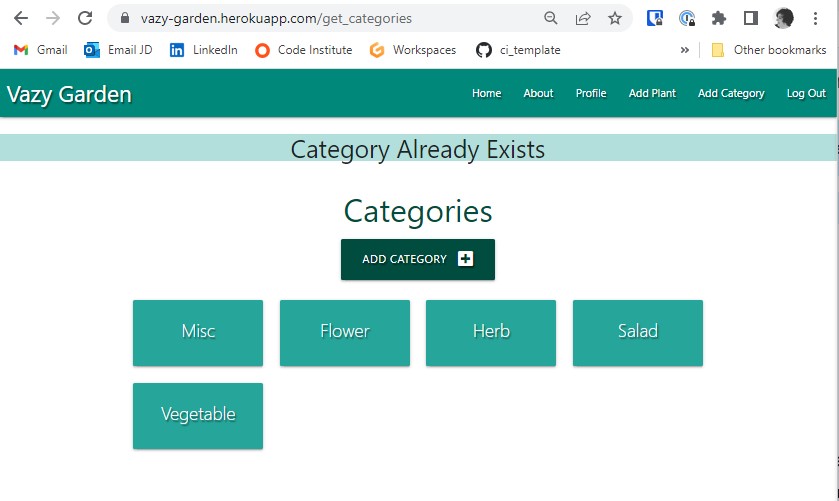 vazy-garden.herokuapp.com/get_categories
Gmail Email JD LinkedIn Code Institute Workspaces ci_template » Other bookmarks
Vazy Garden Home About Profile Add Plant Add Category Log Out
Category Already Exists
Categories
ADD CATEGORY
Misc Flower Herb Salad
Vegetable